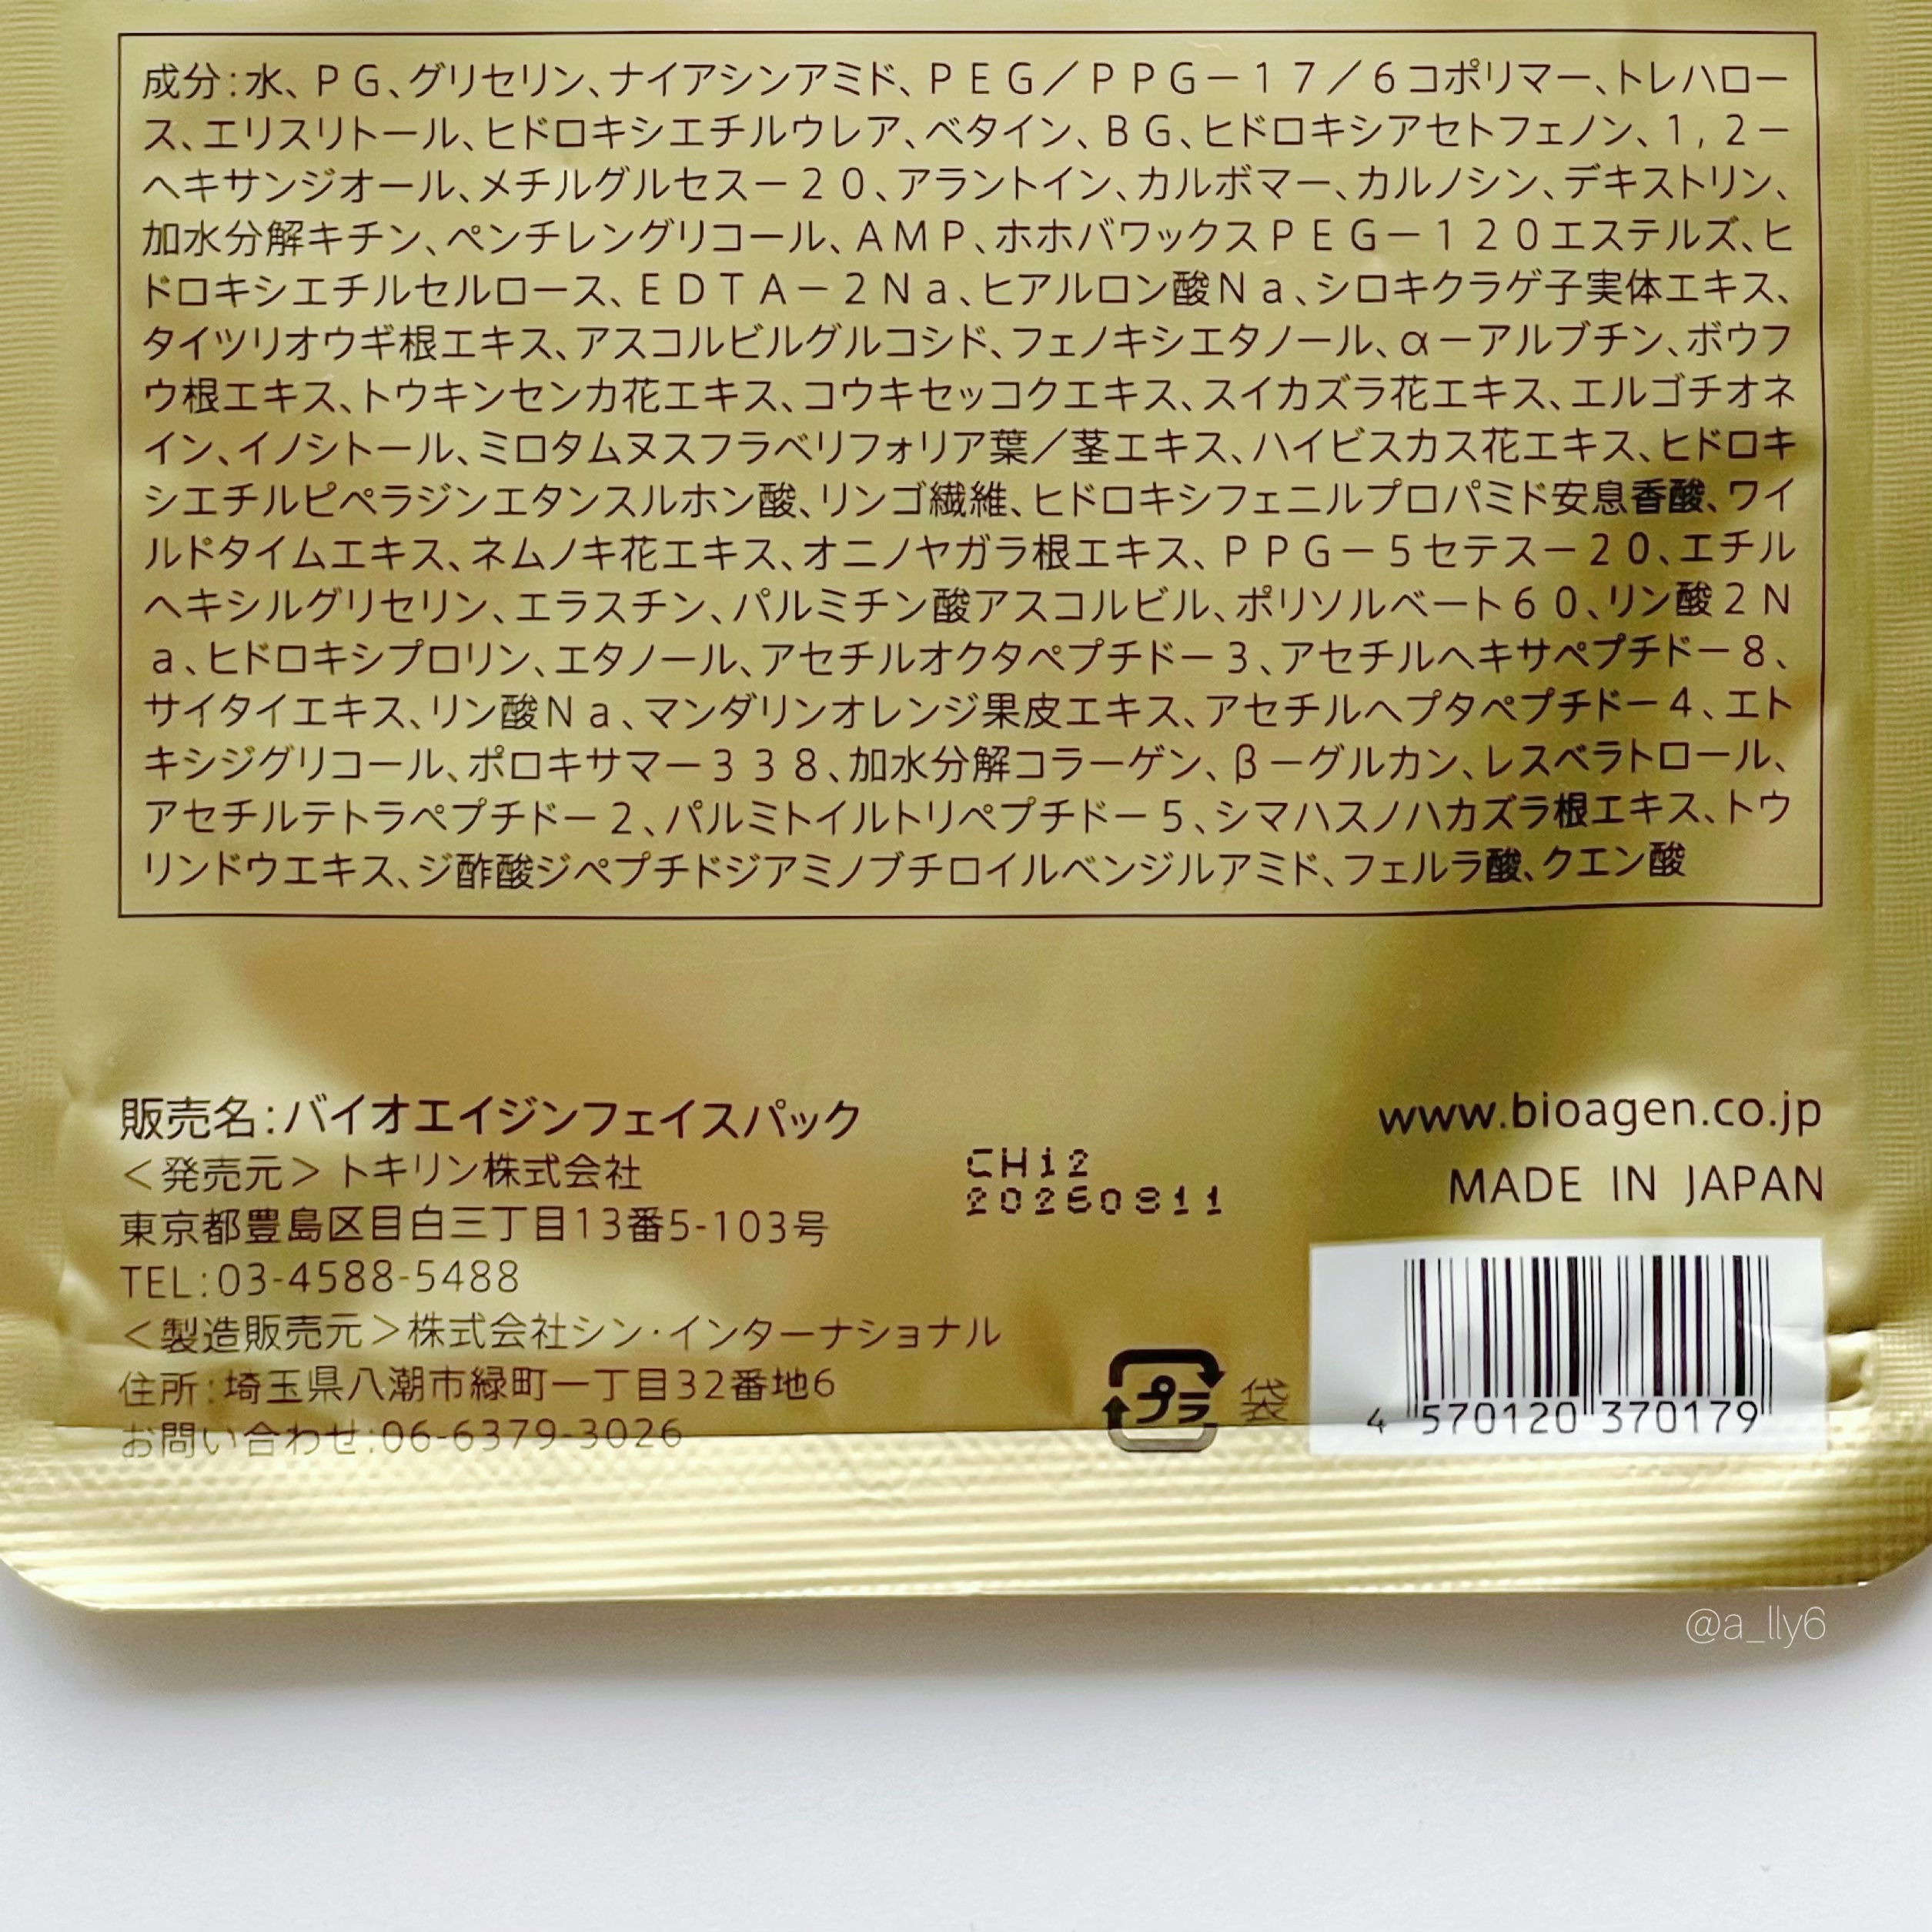 成分:水、PG、グリセリン、ナイアシンアミド、PEG／PPG－17／6コポリマー、トレハロー
ス、エリスリトール、ヒドロキシエチルウレア、ベタイン、BG、ヒドロキシアセトフェノン、1,2－
ヘキサンジオール、メチルグルセス－20、アラントイン、カルボマー、カルノシン、デキストリン、
加水分解キチン、ペンチレングリコール、AMP、ホホバワックスPEG－120エステルズ、ヒ
ドロキシエチルセルロース、EDTA－2Na、ヒアルロン酸Na、シロキクラゲ子実体エキス、
タイツリオウギ根エキス、アスコルビルグルコシド、フェノキシエタノール、α－アルブチン、ボウフ
ウ根エキス、トウキンセンカ花エキス、コウキセッコクエキス、スイカズラ花エキス、エルゴチオネ
イン、イノシトール、ミロタムヌスフラベリフォリア葉／茎エキス、ハイビスカス花エキス、ヒドロキ
シエチルピペラジンエタンスルホン酸、リンゴ繊維、ヒドロキシフェニルプロパミド安息香酸、ワイ
ルドタイムエキス、ネムノキ花エキス、オニノヤガラ根エキス、PPG－5セテス－20、エチル
ヘキシルグリセリン、エラスチン、パルミチン酸アスコルビル、ポリソルベート60、リン酸2N
a、ヒドロキシプロリン、エタノール、アセチルオクタペプチド－3、アセチルヘキサペプチド－8、
サイタイエキス、リン酸Na、マンダリンオレンジ果皮エキス、アセチルヘプタペプチド－4、エト
キシジグリコール、ポロキサマー338、加水分解コラーゲン、β－グルカン、レスベラトロール、
アセチルテトラペプチド－2、パルミトイルトリペプチド－5、シマハスノハカズラ根エキス、トウ
リンドウエキス、ジ酢酸ジペプチドジアミノブチロイルベンジルアミド、フェルラ酸、クエン酸
販売名:バイオエイジンフェイスパック
＜発売元＞トキリン株式会社
東京都豊島区目白三丁目13番5-103号
TEL:03-4588-5488
＜製造販売元＞株式会社シン・インターナショナル
住所:埼玉県八潮市緑町一丁目32番地6
お問い合わせ:06-6379-3026
CH12
www.bioagen.co.jp
MADE IN JAPAN
プラ 袋
4 570120 370179
@a_lly6